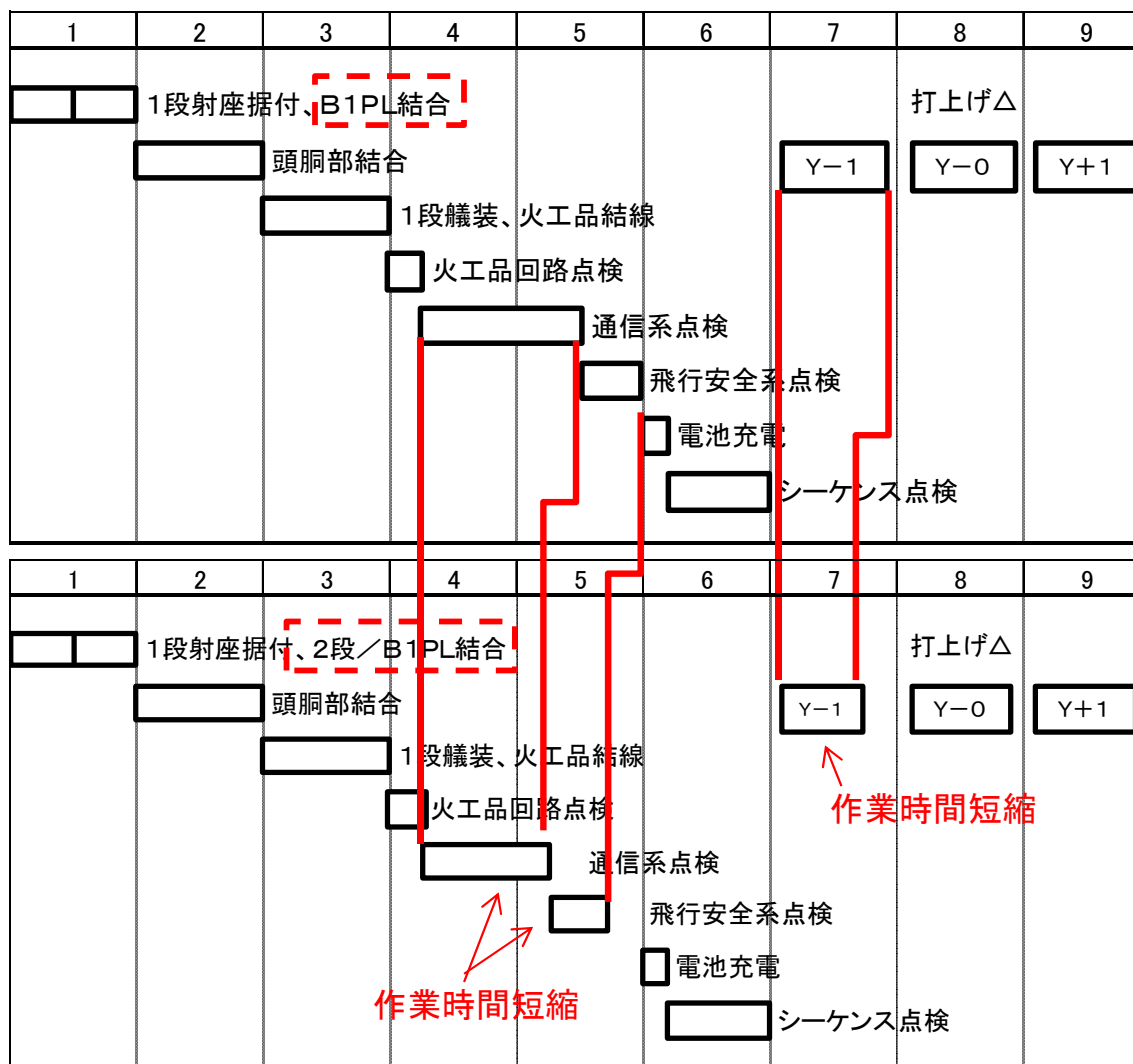 1 2 3 4 5 6 7 8 9
1段射座据付、B1PL結合 打上げ△
頭胴部結合 Y-1 Y-0 Y+1
1段艤装、火工品結線
火工品回路点検
通信系点検
飛行安全系点検
電池充電
シーケンス点検
1 2 3 4 5 6 7 8 9
1段射座据付、2段／B1PL結合 打上げ△
頭胴部結合 Y-1 Y-0 Y+1
1段艤装、火工品結線
火工品回路点検 作業時間短縮
通信系点検
飛行安全系点検
電池充電
作業時間短縮
シーケンス点検